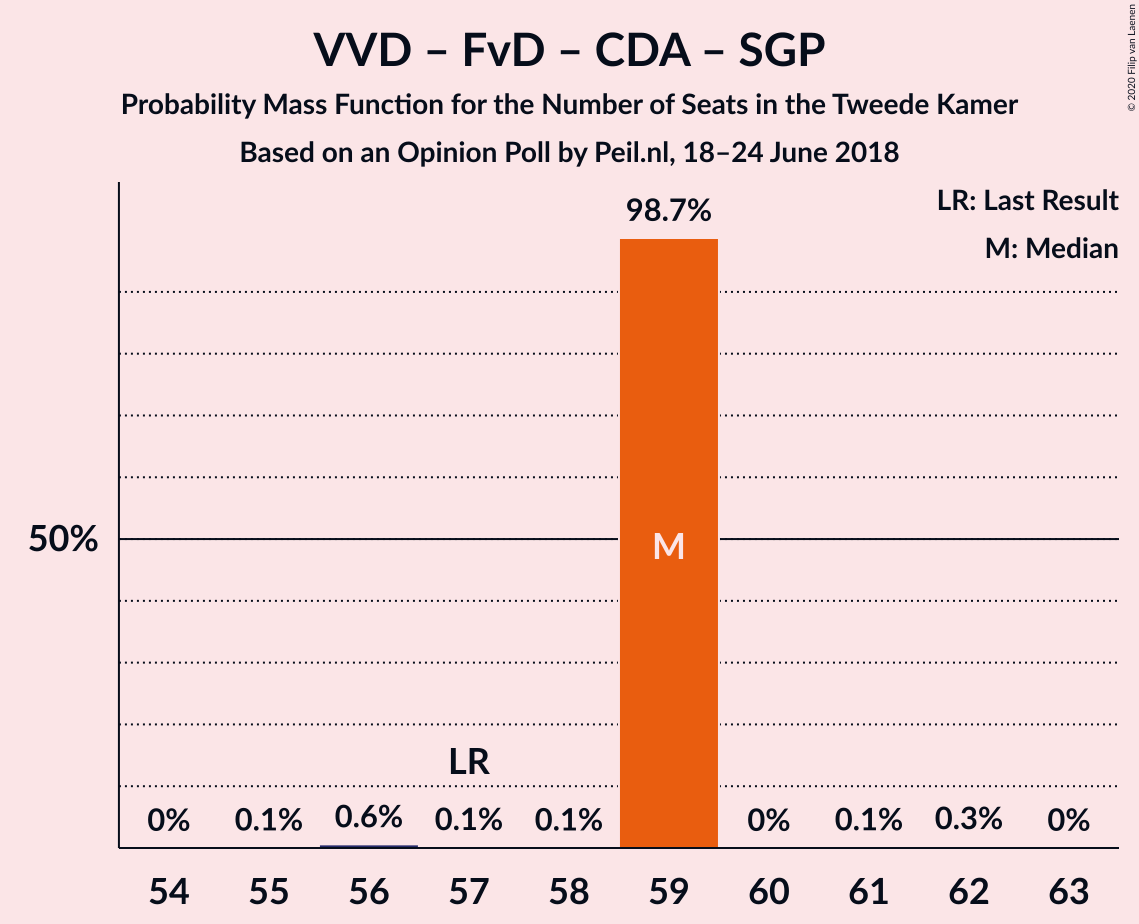 VVD – FvD – CDA – SGP
Probability Mass Function for the Number of Seats in the Tweede Kamer
Based on an Opinion Poll by Peil.nl, 18–24 June 2018
© 2020 Filip van Laenen
LR: Last Result
M: Median
98.7%
50%
M
LR
0% 0.1% 0.6% 0.1% 0.1% 0% 0.1% 0.3% 0%
54 55 56 57 58 59 60 61 62 63